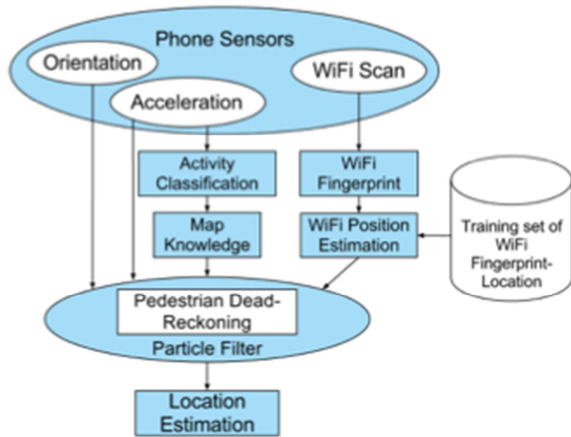 Phone Sensors
Orientation
WiFi Scan
Acceleration
Activity
Classification
WiFi
Fingerprint
Map
Knowledge
WiFi Position
Estimation
Training set of
WiFi
Fingerprint-
Location
Pedestrian Dead-
Reckoning
Particle Filter
Location
Estimation